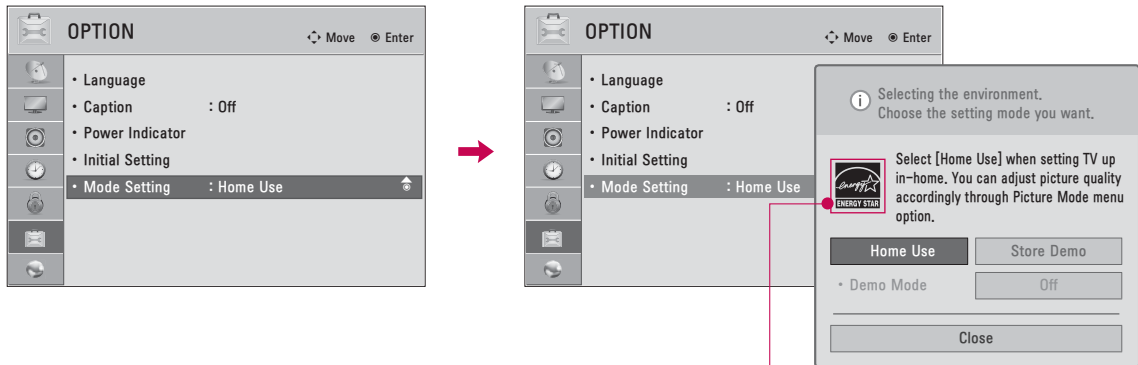 OPTION
Move Enter
• Language
• Caption : Off
• Power Indicator
• Initial Setting
• Mode Setting : Home Use
OPTION
Move Enter
• Language
• Caption : Off
• Power Indicator
• Initial Setting
• Mode Setting : Home Use
i
Selecting the environment.
Choose the setting mode you want.
energy
ENERGY STAR
Select [Home Use] when setting TV up
in-home. You can adjust picture quality
accordingly through Picture Mode menu
option.
Home Use Store Demo
• Demo Mode Off
Close